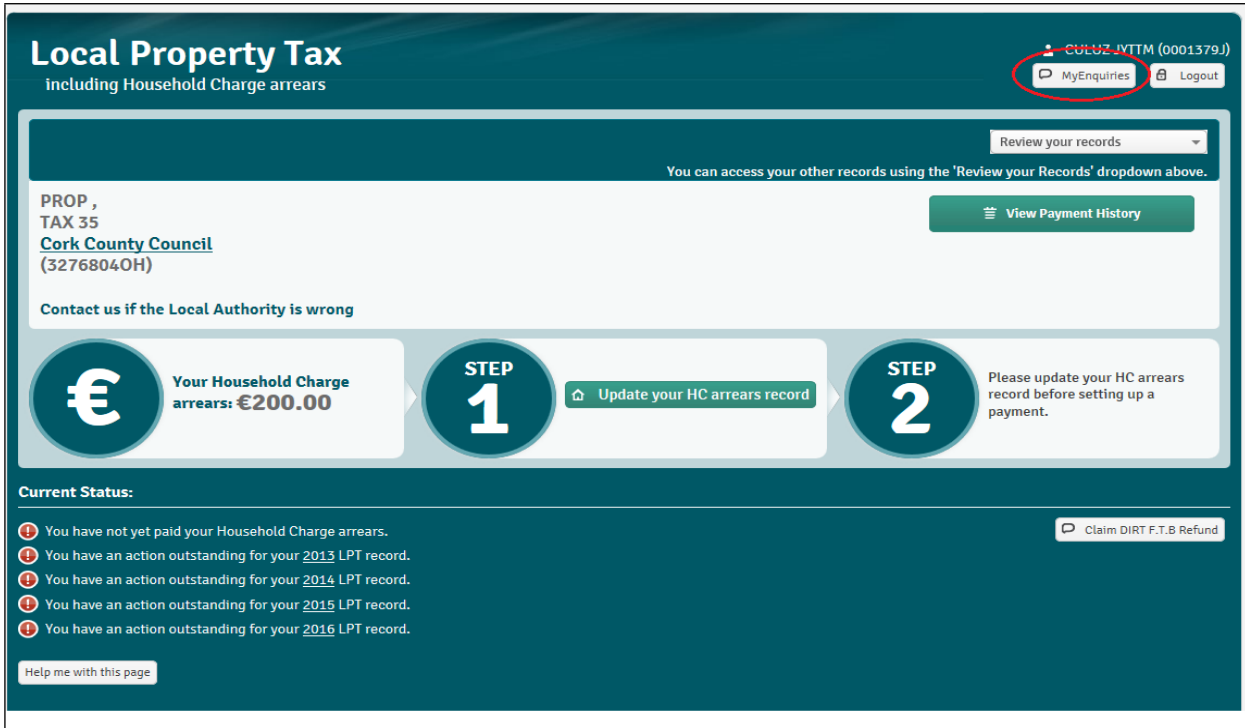 Local Property Tax
including Household Charge arrears
CULUZ JYTTM (0001379J)
MyEnquiries
Logout
Review your records
You can access your other records using the 'Review your Records' dropdown above.
PROP ,
TAX 35
Cork County Council
(3276804OH)
View Payment History
Contact us if the Local Authority is wrong
€
Your Household Charge
arrears: €200.00
STEP
1
Update your HC arrears record
STEP
2
Please update your HC arrears
record before setting up a
payment.
Current Status:
You have not yet paid your Household Charge arrears.
You have an action outstanding for your 2013 LPT record.
You have an action outstanding for your 2014 LPT record.
You have an action outstanding for your 2015 LPT record.
You have an action outstanding for your 2016 LPT record.
Claim DIRT F.T.B Refund
Help me with this page